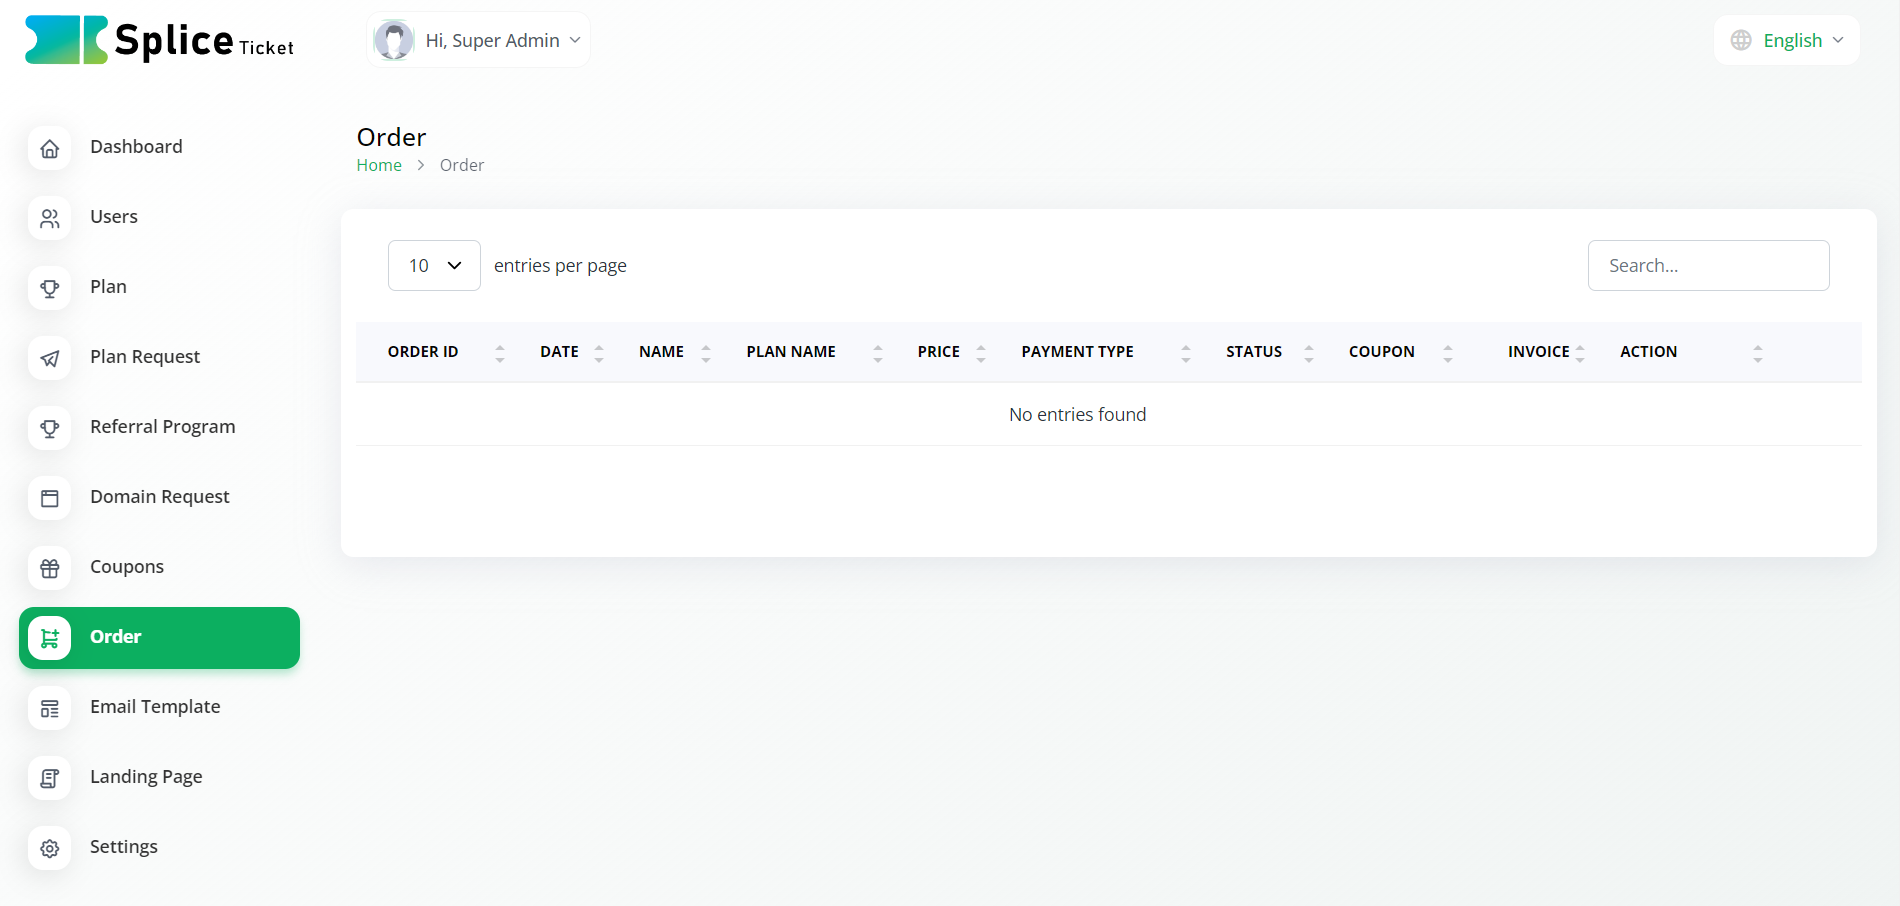 Splice Ticket
Hi, Super Admin
English
Dashboard
Users
Plan
Plan Request
Referral Program
Domain Request
Coupons
Order
Email Template
Landing Page
Settings
Order
Home > Order
10 entries per page
Search...
ORDER ID DATE NAME PLAN NAME PRICE PAYMENT TYPE STATUS COUPON INVOICE ACTION
No entries found